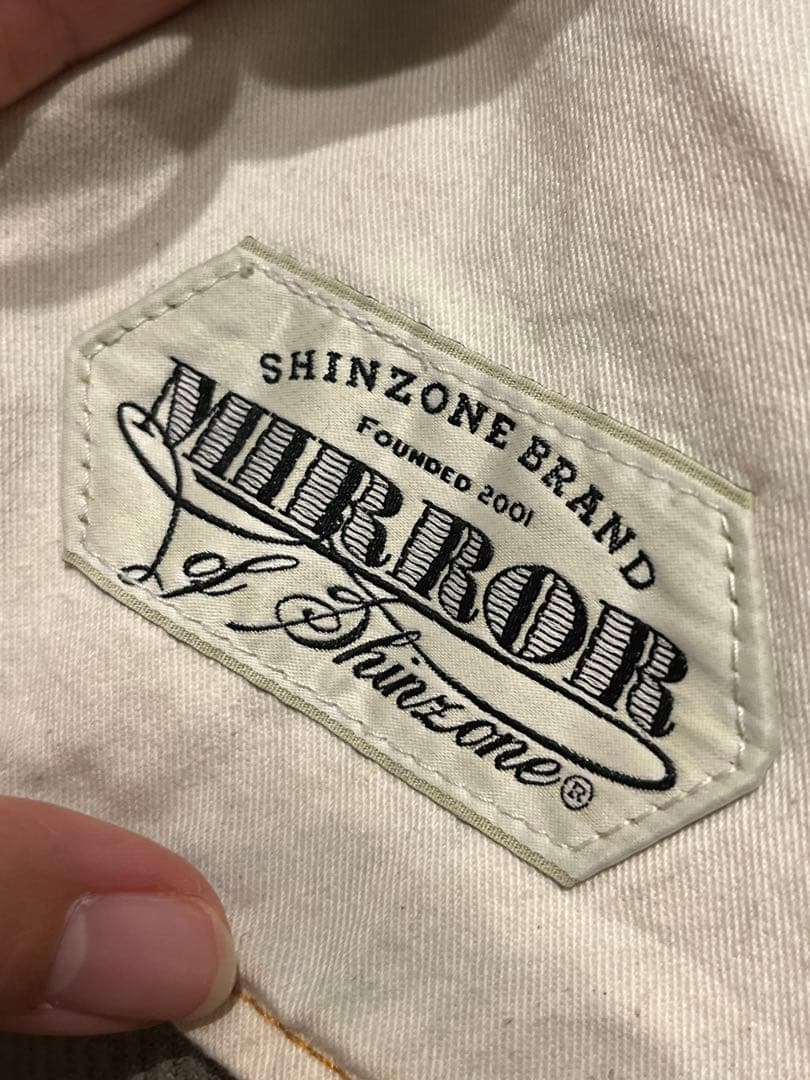 SHINZONE BRAND
FOUNDED 2001
MIRROR
of Shinzone®